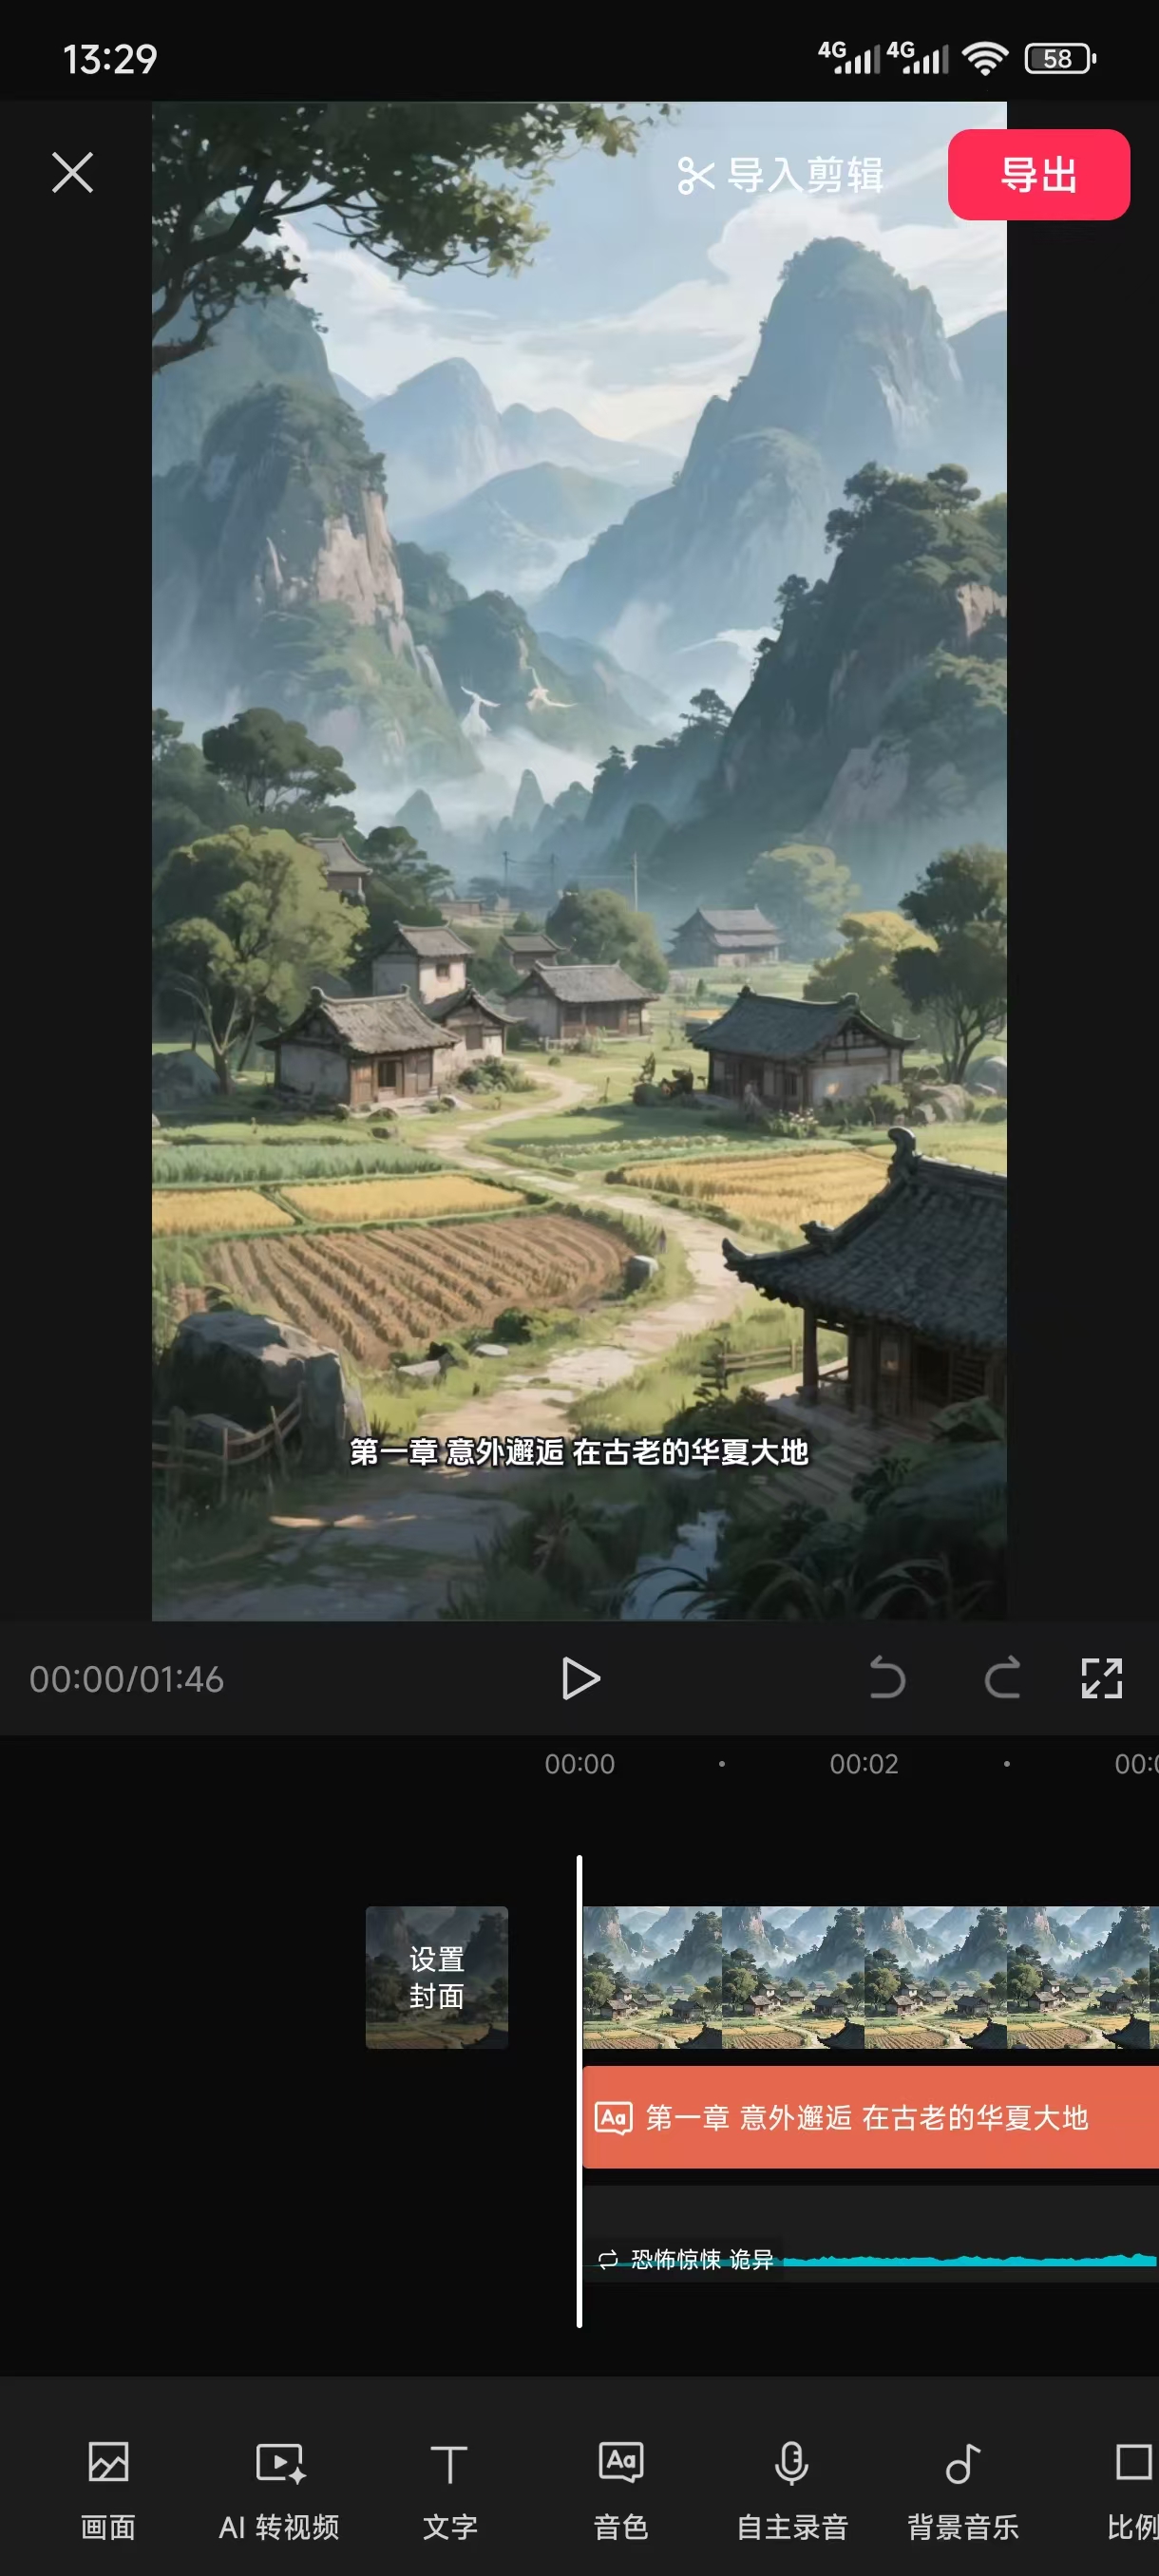 13:29
4G 4G 58
导入剪辑 导出
第一章 意外邂逅 在古老的华夏大地
00:00/01:46
00:00 00:02
设置
封面
Aa 第一章 意外邂逅 在古老的华夏大地
恐怖惊悚 诡异
Aa
画面 AI 转视频 文字 音色 自主录音 背景音乐 比例